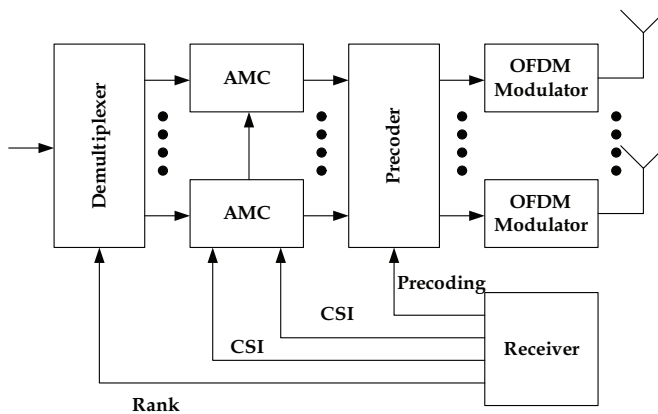 Demultiplexer
AMC
AMC
Precoder
OFDM
Modulator
OFDM
Modulator
Precoding
CSI
CSI
Rank
Receiver